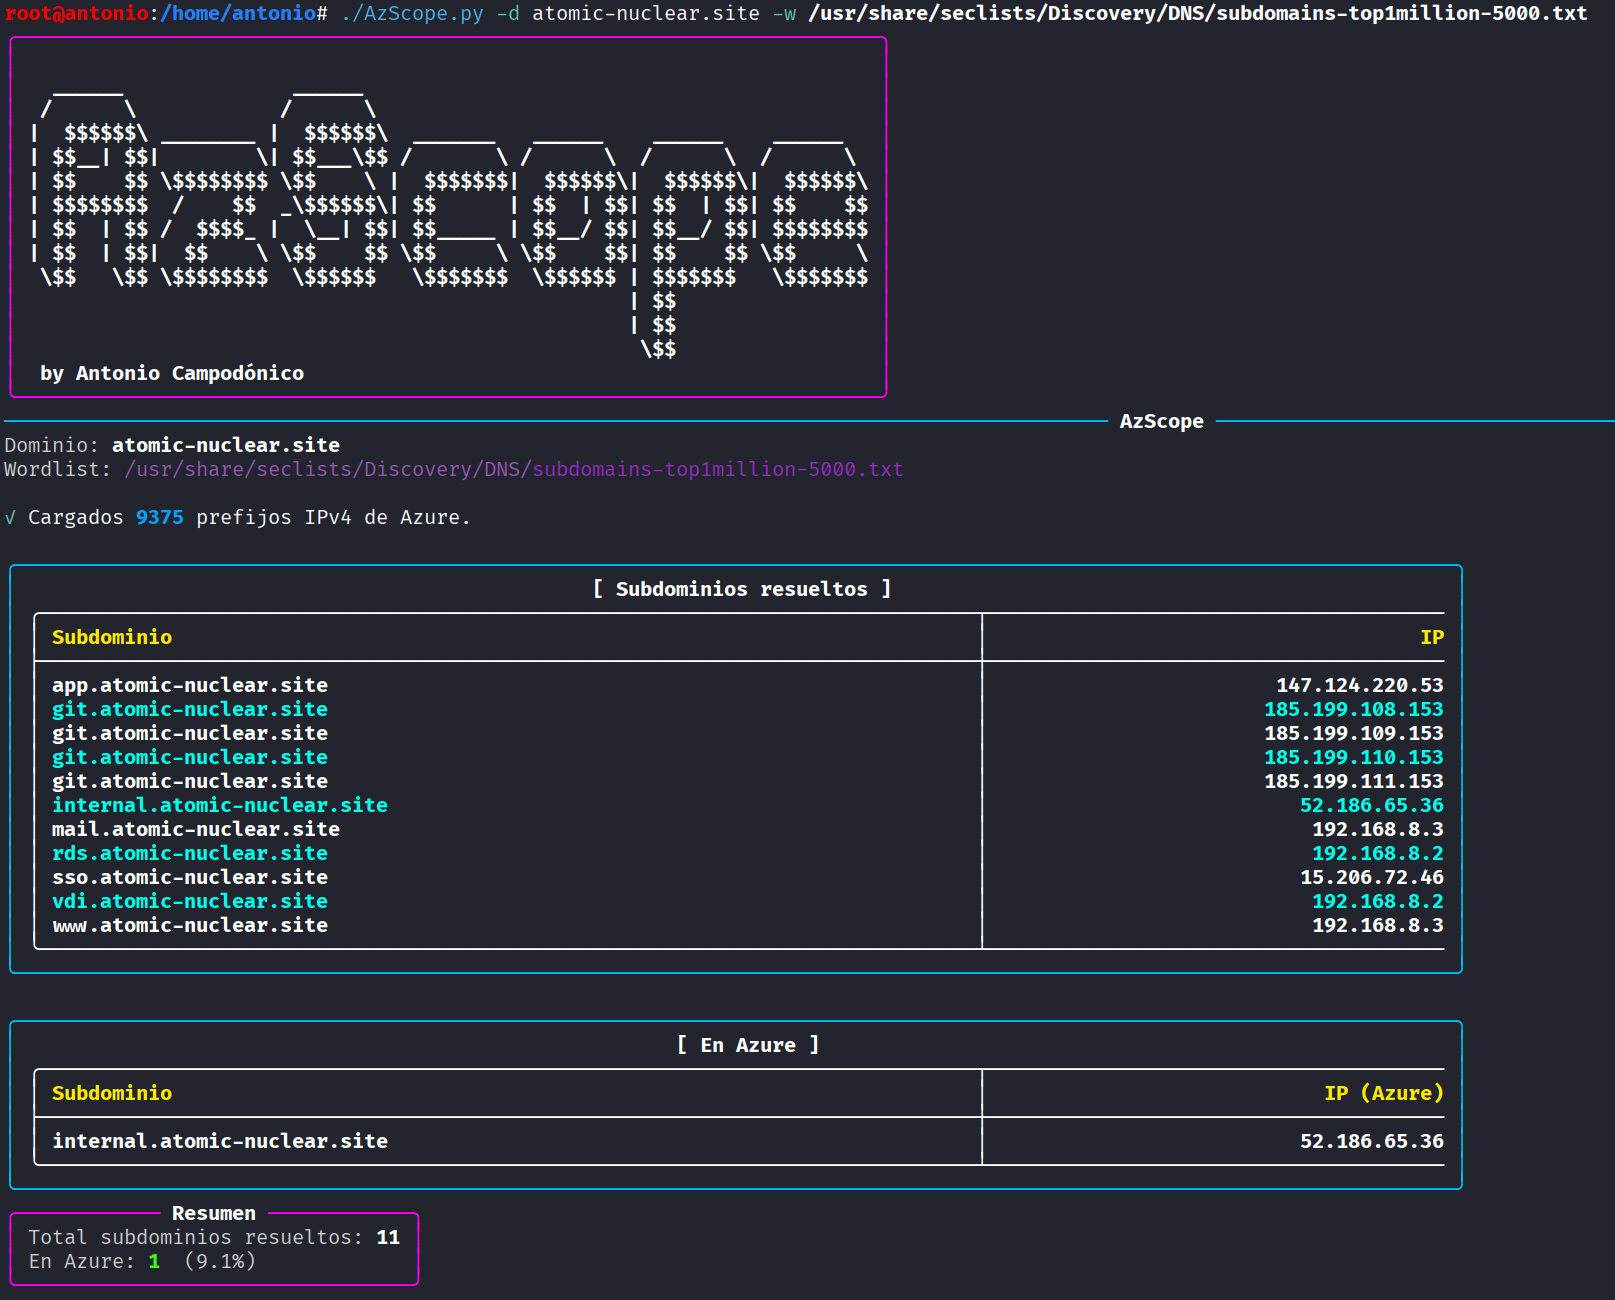 root@antonio:/home/antonio# ./AzScope.py -d atomic-nuclear.site -w /usr/share/seclists/Discovery/DNS/subdomains-top1million-5000.txt
AzScope
by Antonio Campodónico
AzScope
Dominio: atomic-nuclear.site
Wordlist: /usr/share/seclists/Discovery/DNS/subdomains-top1million-5000.txt
√ Cargados 9375 prefijos IPv4 de Azure.
[ Subdominios resueltos ]
Subdominio IP
app.atomic-nuclear.site 147.124.220.53
git.atomic-nuclear.site 185.199.108.153
git.atomic-nuclear.site 185.199.109.153
git.atomic-nuclear.site 185.199.110.153
git.atomic-nuclear.site 185.199.111.153
internal.atomic-nuclear.site 52.186.65.36
mail.atomic-nuclear.site 192.168.8.3
rds.atomic-nuclear.site 192.168.8.2
sso.atomic-nuclear.site 15.206.72.46
vdi.atomic-nuclear.site 192.168.8.2
www.atomic-nuclear.site 192.168.8.3
[ En Azure ]
Subdominio IP (Azure)
internal.atomic-nuclear.site 52.186.65.36
Resumen
Total subdominios resueltos: 11
En Azure: 1 (9.1%)